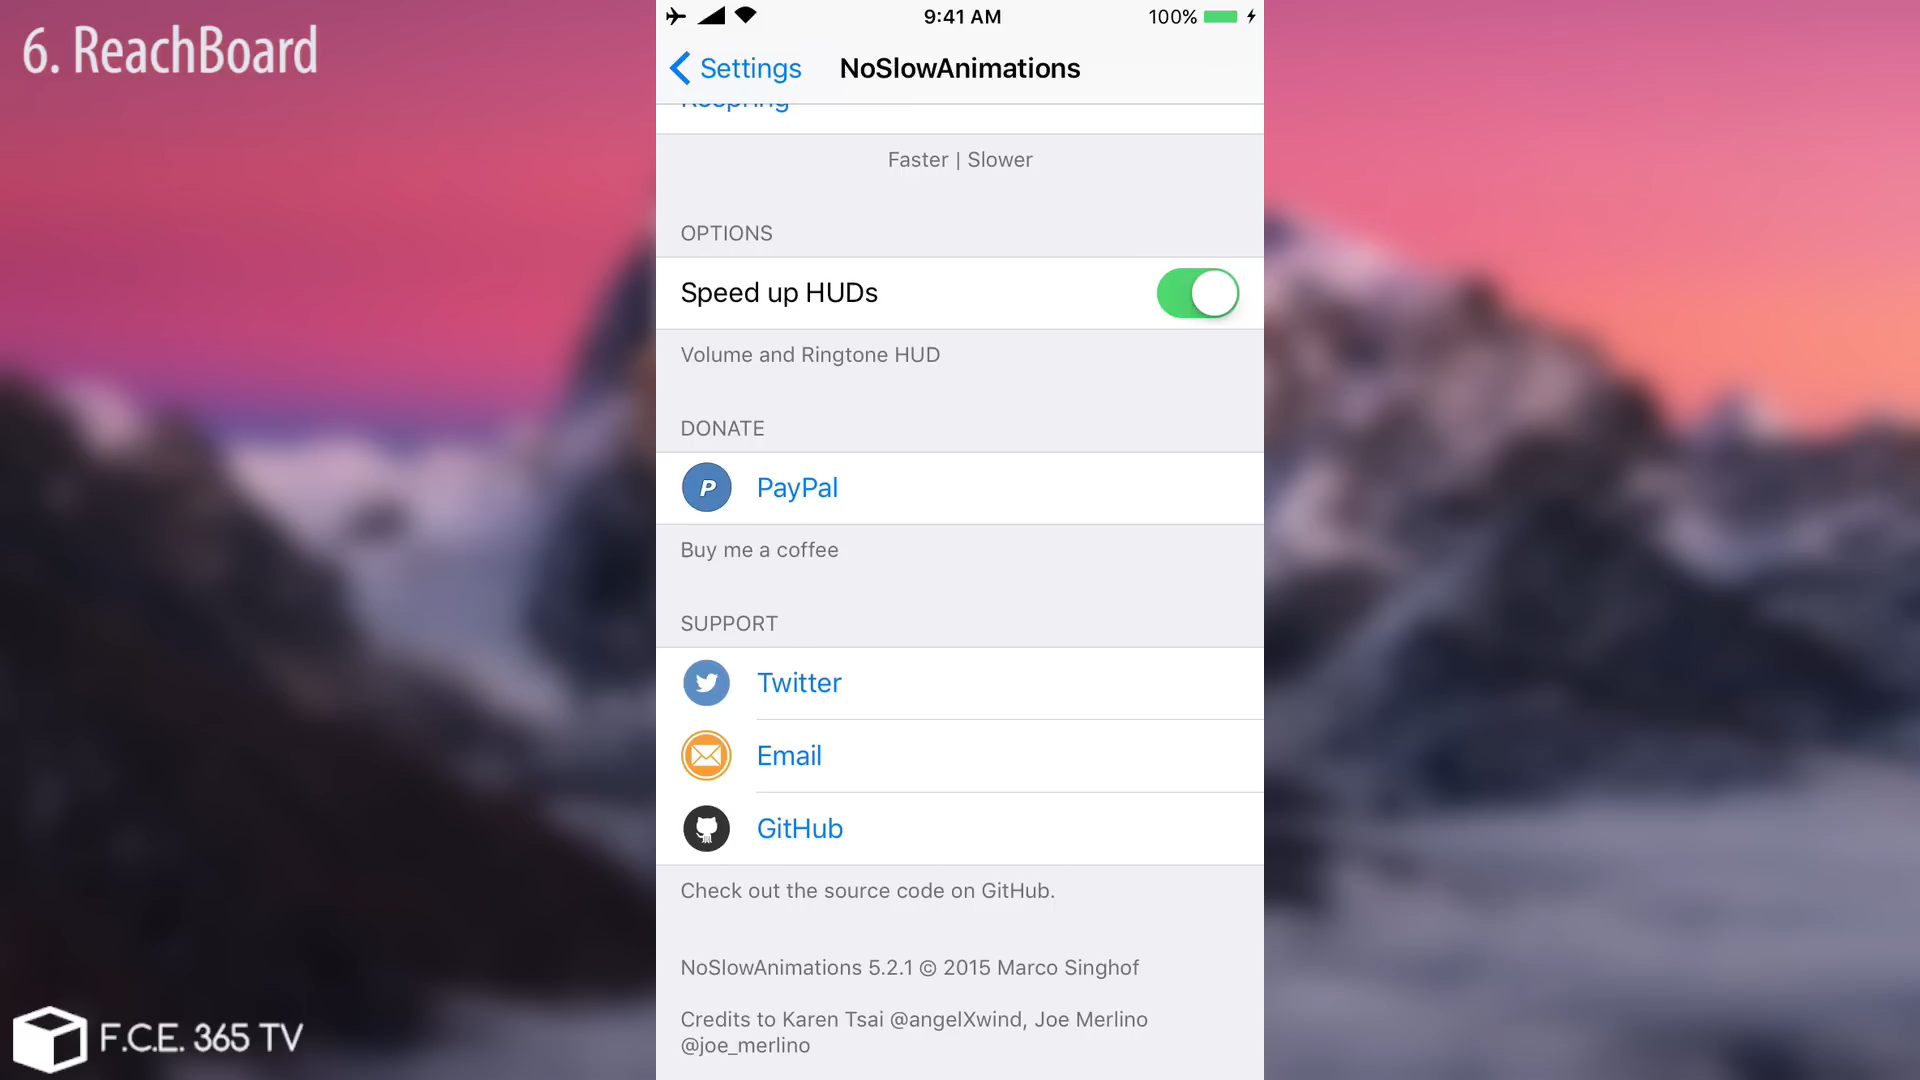 6. ReachBoard
9:41 AM
100%
Settings
NoSlowAnimations
Respring
Faster | Slower
OPTIONS
Speed up HUDs
Volume and Ringtone HUD
DONATE
PayPal
Buy me a coffee
SUPPORT
Twitter
Email
GitHub
Check out the source code on GitHub.
NoSlowAnimations 5.2.1 © 2015 Marco Singhof
Credits to Karen Tsai @angelXwind, Joe Merlino
@joe_merlino
F.C.E. 365 TV